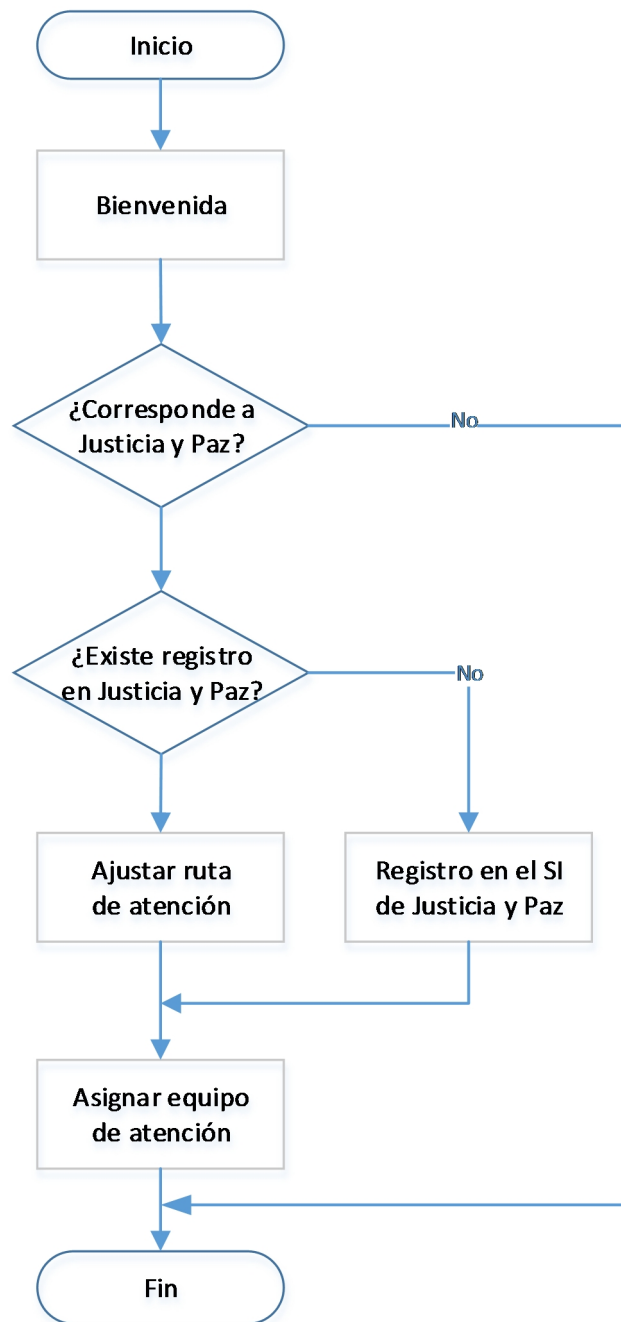 Inicio
Bienvenida
¿Corresponde a
Justicia y Paz?
No
¿Existe registro
en Justicia y Paz?
No
Ajustar ruta
de atención
Registro en el SI
de Justicia y Paz
Asignar equipo
de atención
Fin